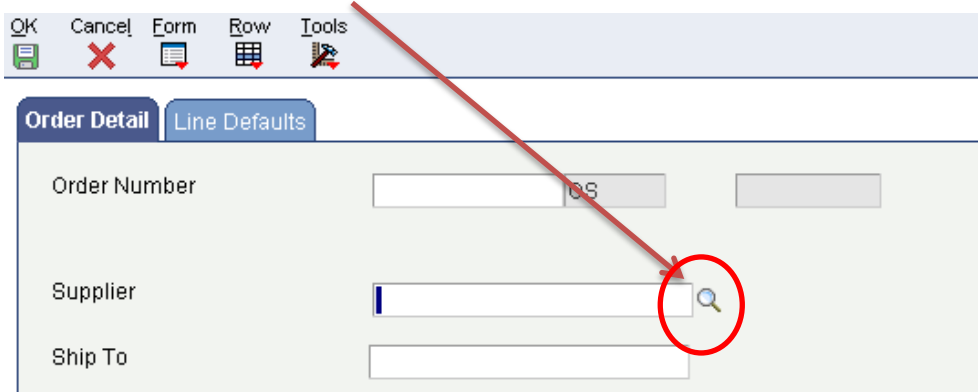 OK Cancel Form Row Tools
Order Detail Line Defaults
Order Number OS
Supplier
Ship To